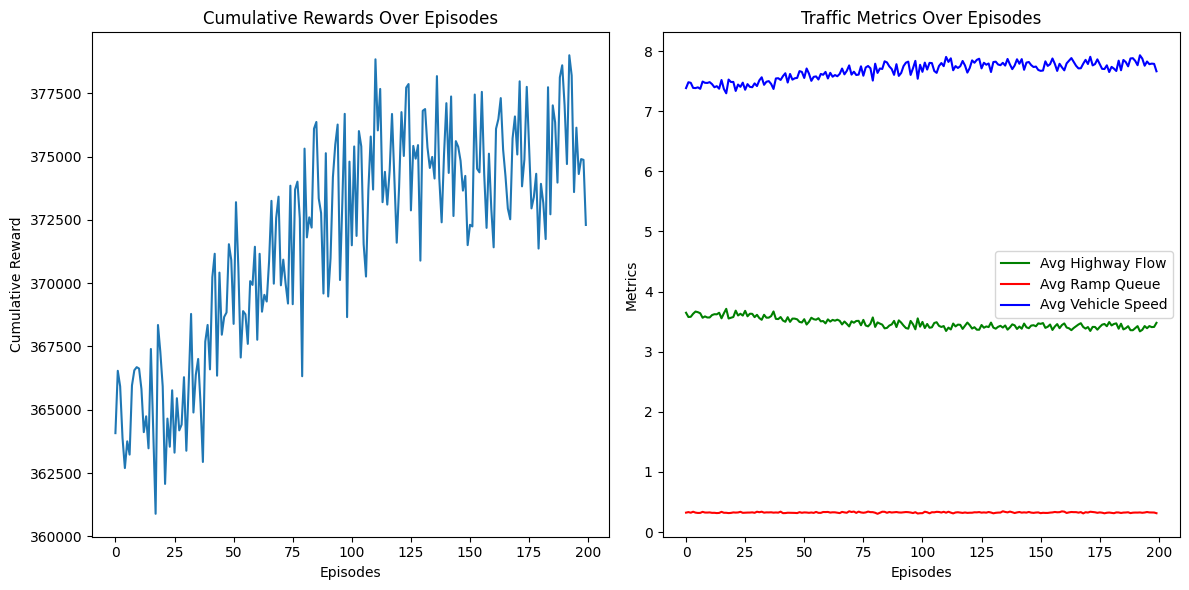 Cumulative Rewards Over Episodes
377500
375000
372500
370000
367500
365000
362500
360000
Cumulative Reward
0 25 50 75 100 125 150 175 200
Episodes
Traffic Metrics Over Episodes
8
7
6
5
4
3
2
1
0
Metrics
Avg Highway Flow
Avg Ramp Queue
Avg Vehicle Speed
0 25 50 75 100 125 150 175 200
Episodes